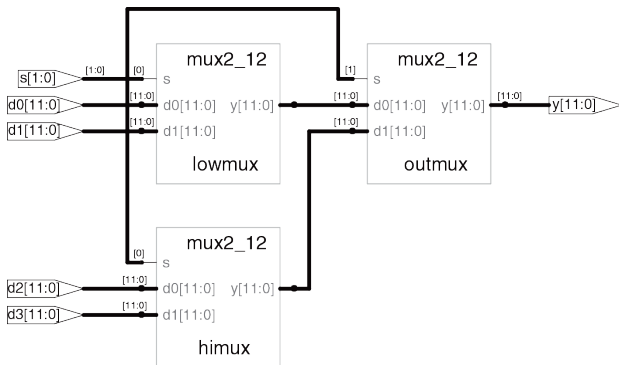 mux2_12
mux2_12
s[1:0]
[1:0]
[0]
s
[1]
s
d0[11:0]
[11:0]
d0[11:0]
y[11:0]
[11:0]
d0[11:0]
y[11:0]
[11:0]
y[11:0]
d1[11:0]
[11:0]
d1[11:0]
[11:0]
d1[11:0]
lowmux
outmux
mux2_12
[0]
s
d2[11:0]
[11:0]
d0[11:0]
y[11:0]
d3[11:0]
[11:0]
d1[11:0]
himux